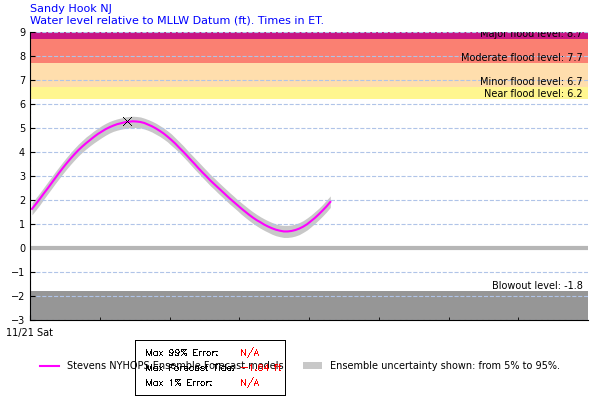 Sandy Hook NJ
Water level relative to MLLW Datum (ft). Times in ET.
9
Major flood level: 8.7
8
Moderate flood level: 7.7
7
Minor flood level: 6.7
Near flood level: 6.2
6
5
4
3
2
1
0
−1
Blowout level: -1.8
−2
−3
11/21 Sat
Max 99% Error: N/A
Stevens NYHOPS Ensemble Forecast models
Ensemble uncertainty shown: from 5% to 95%.
Max Forecast Tide: ft
Max 1% Error: N/A